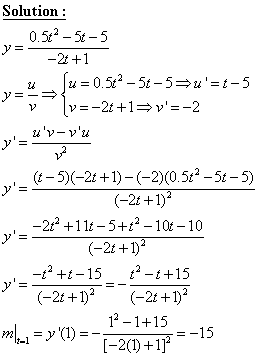 Solution :
y = (0.5t² − 5t − 5)/(−2t + 1)
y = u/v ⇒ { u = 0.5t² − 5t − 5 ⇒ u' = t − 5
v = −2t + 1 ⇒ v' = −2
y' = (u'v − v'u)/v²
y' = ((t − 5)(−2t + 1) − (−2)(0.5t² − 5t − 5))/(−2t + 1)²
y' = (−2t² + 11t − 5 + t² − 10t − 10)/(−2t + 1)²
y' = (−t² + t − 15)/(−2t + 1)² = −(t² − t + 15)/(−2t + 1)²
m|ₜ₌₁ = y'(1) = −(1² − 1 + 15)/[−2(1) + 1]² = −15